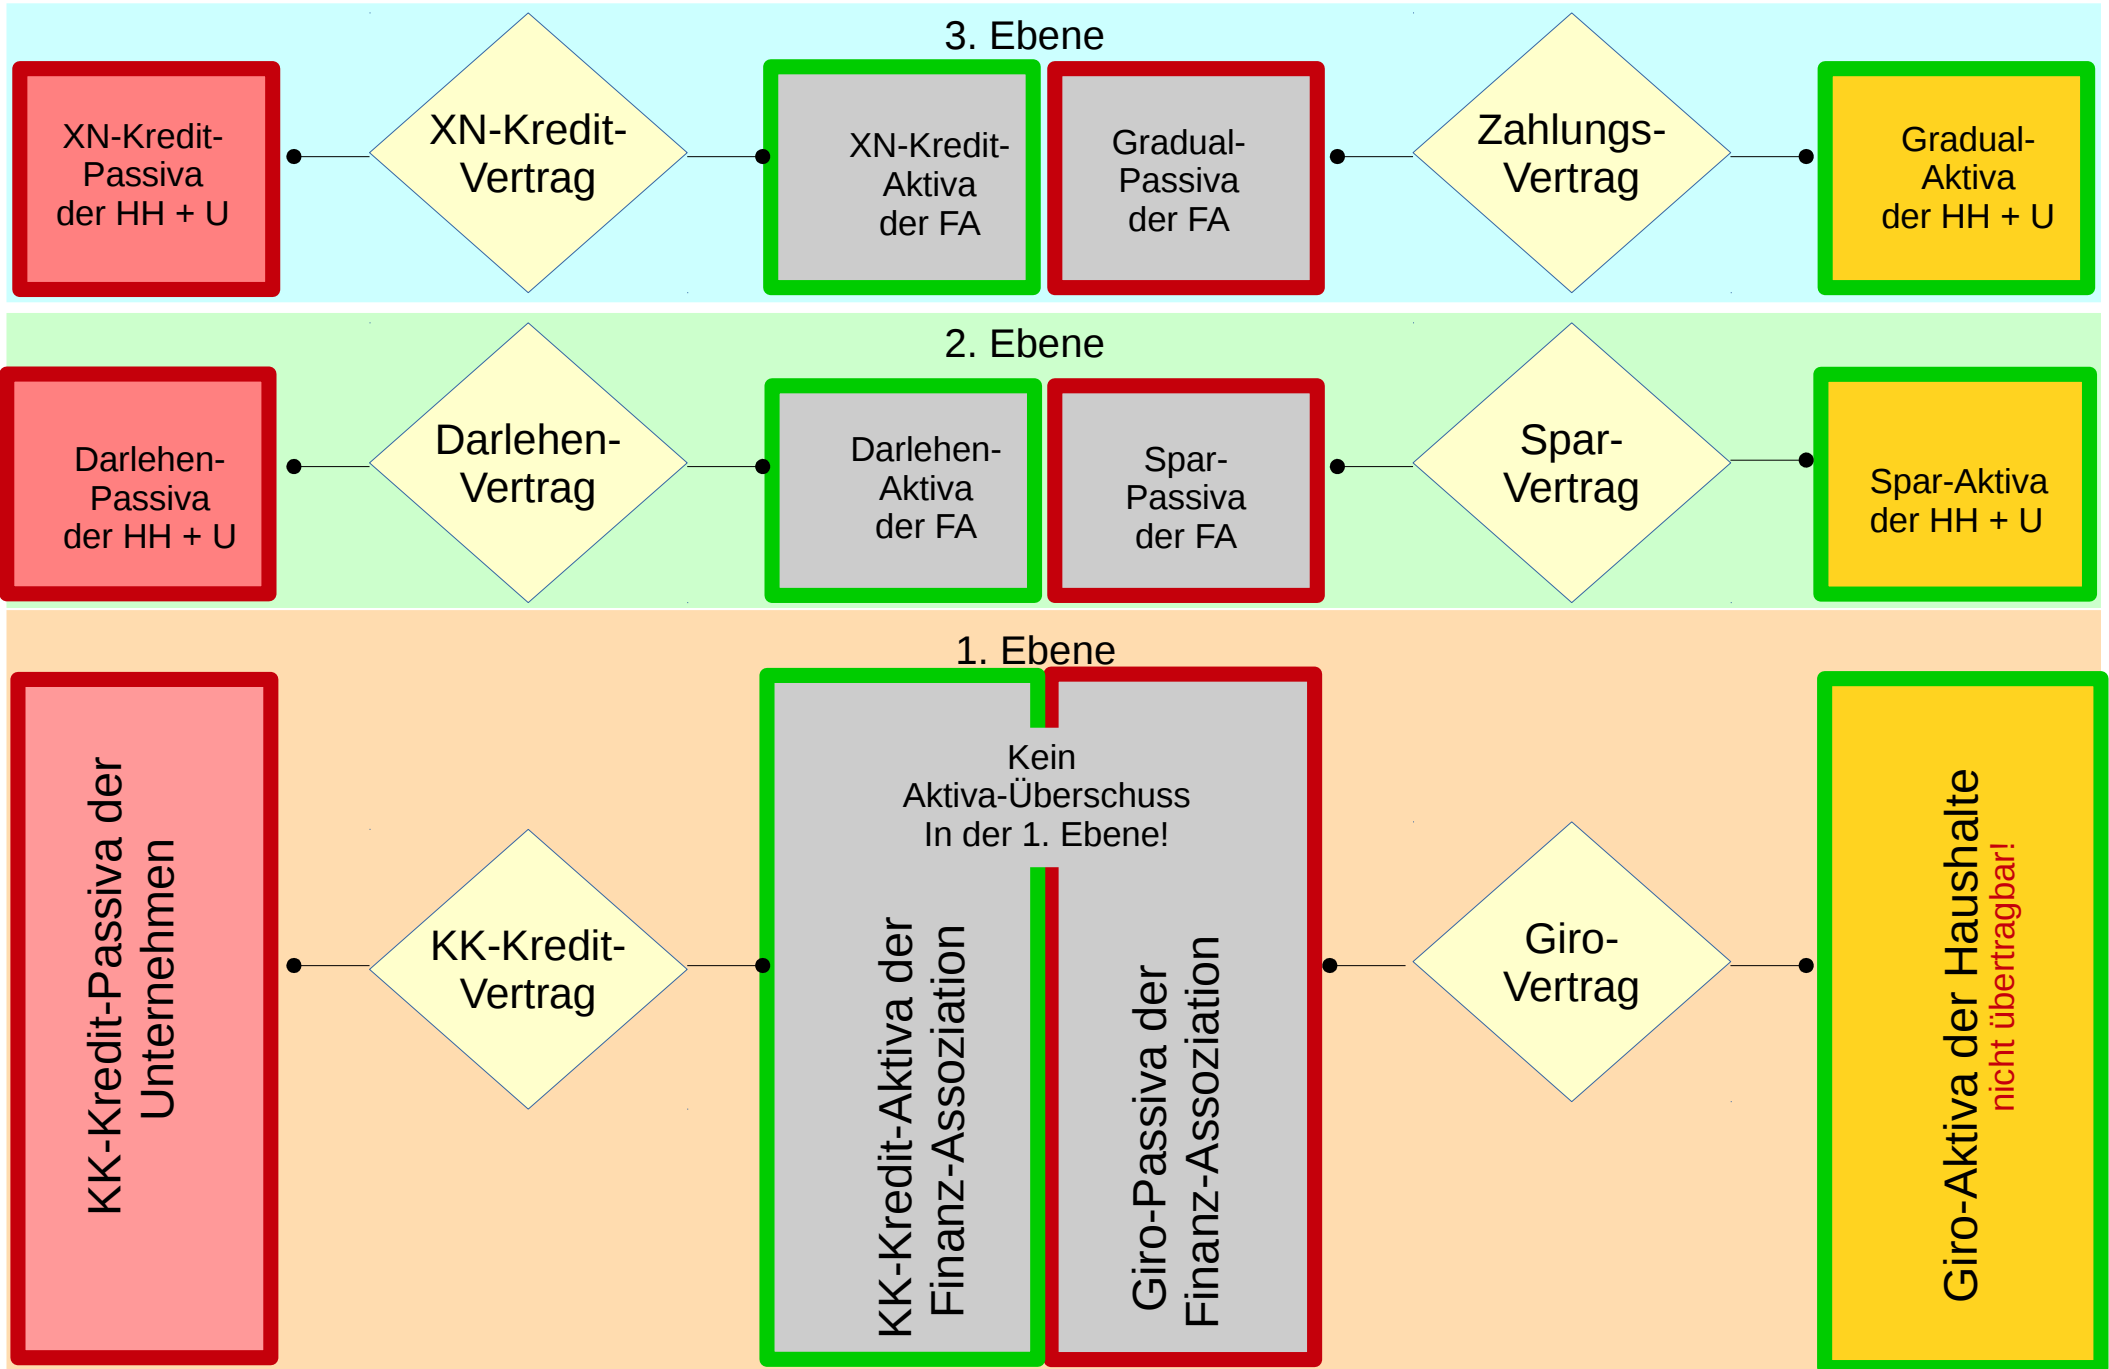 3. Ebene
XN-Kredit-
Passiva
der HH + U
XN-Kredit-
Vertrag
XN-Kredit-
Aktiva
der FA
Gradual-
Passiva
der FA
Zahlungs-
Vertrag
Gradual-
Aktiva
der HH + U
2. Ebene
Darlehen-
Passiva
der HH + U
Darlehen-
Vertrag
Darlehen-
Aktiva
der FA
Spar-
Passiva
der FA
Spar-
Vertrag
Spar-Aktiva
der HH + U
1. Ebene
KK-Kredit-Passiva der
Unternehmen
KK-Kredit-
Vertrag
Kein
Aktiva-Überschuss
In der 1. Ebene!
KK-Kredit-Aktiva der
Finanz-Assoziation
Giro-Passiva der
Finanz-Assoziation
Giro-
Vertrag
Giro-Aktiva der Haushalte
nicht übertragbar!